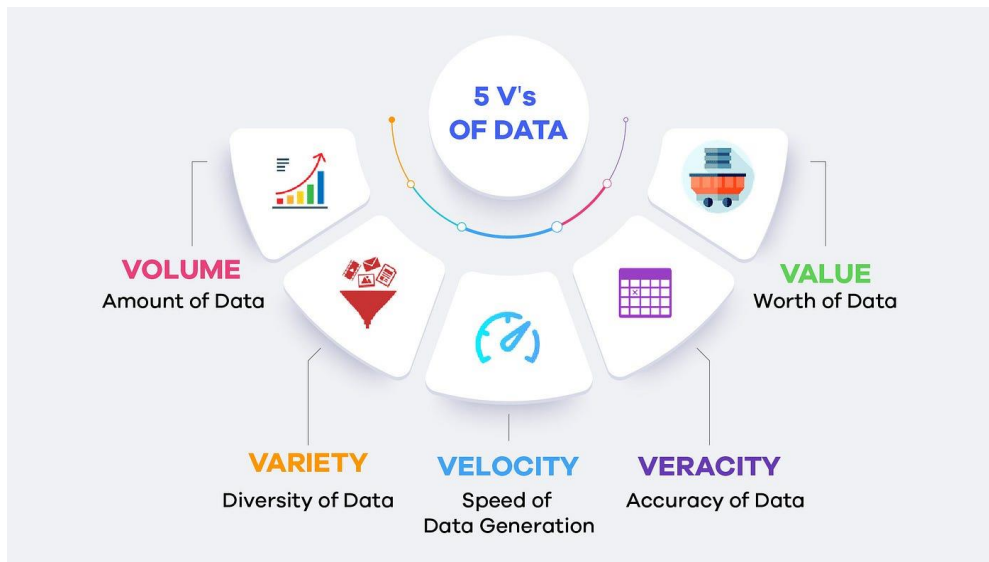 5 V's
OF DATA
VOLUME
Amount of Data
VARIETY
Diversity of Data
VELOCITY
Speed of
Data Generation
VERACITY
Accuracy of Data
VALUE
Worth of Data